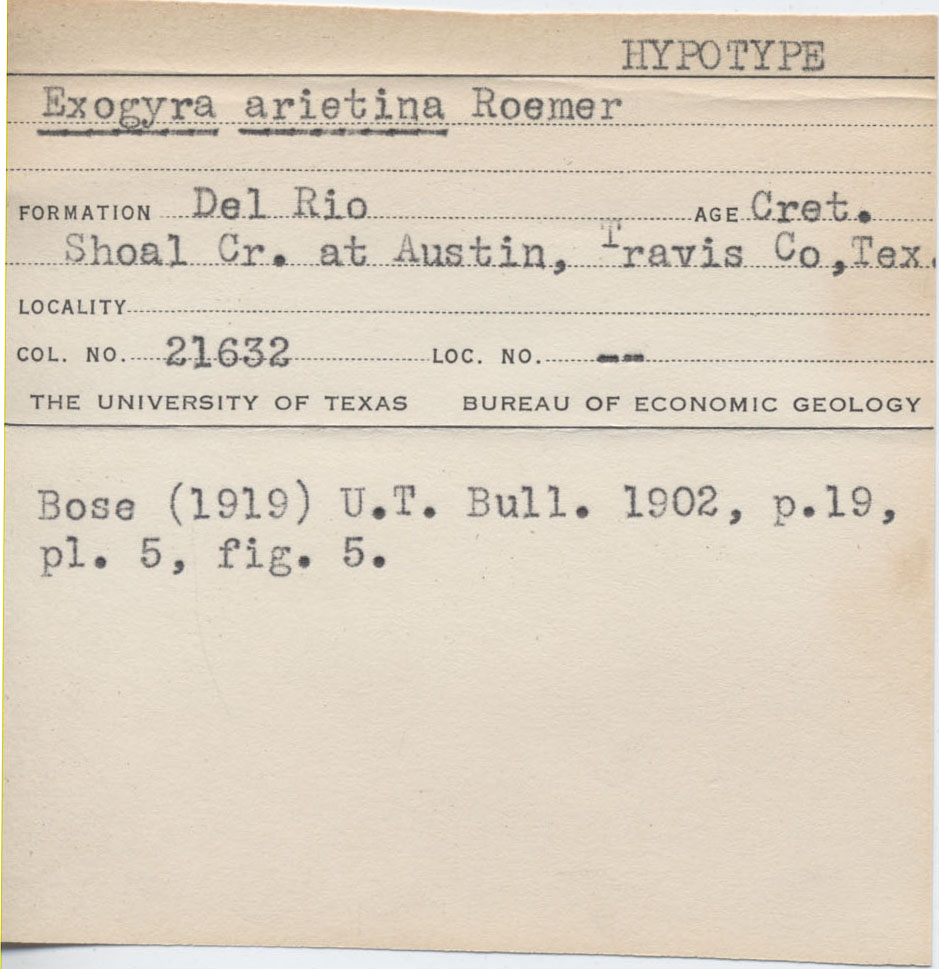 HYPOTYPE
Exogyra arietina Roemer
FORMATION Del Rio AGE Cret.
Shoal Cr. at Austin, Travis Co,Tex.
LOCALITY
COL. NO. 21632 LOC. NO. --
THE UNIVERSITY OF TEXAS BUREAU OF ECONOMIC GEOLOGY
Bose (1919) U.T. Bull. 1902, p.19,
pl. 5, fig. 5.